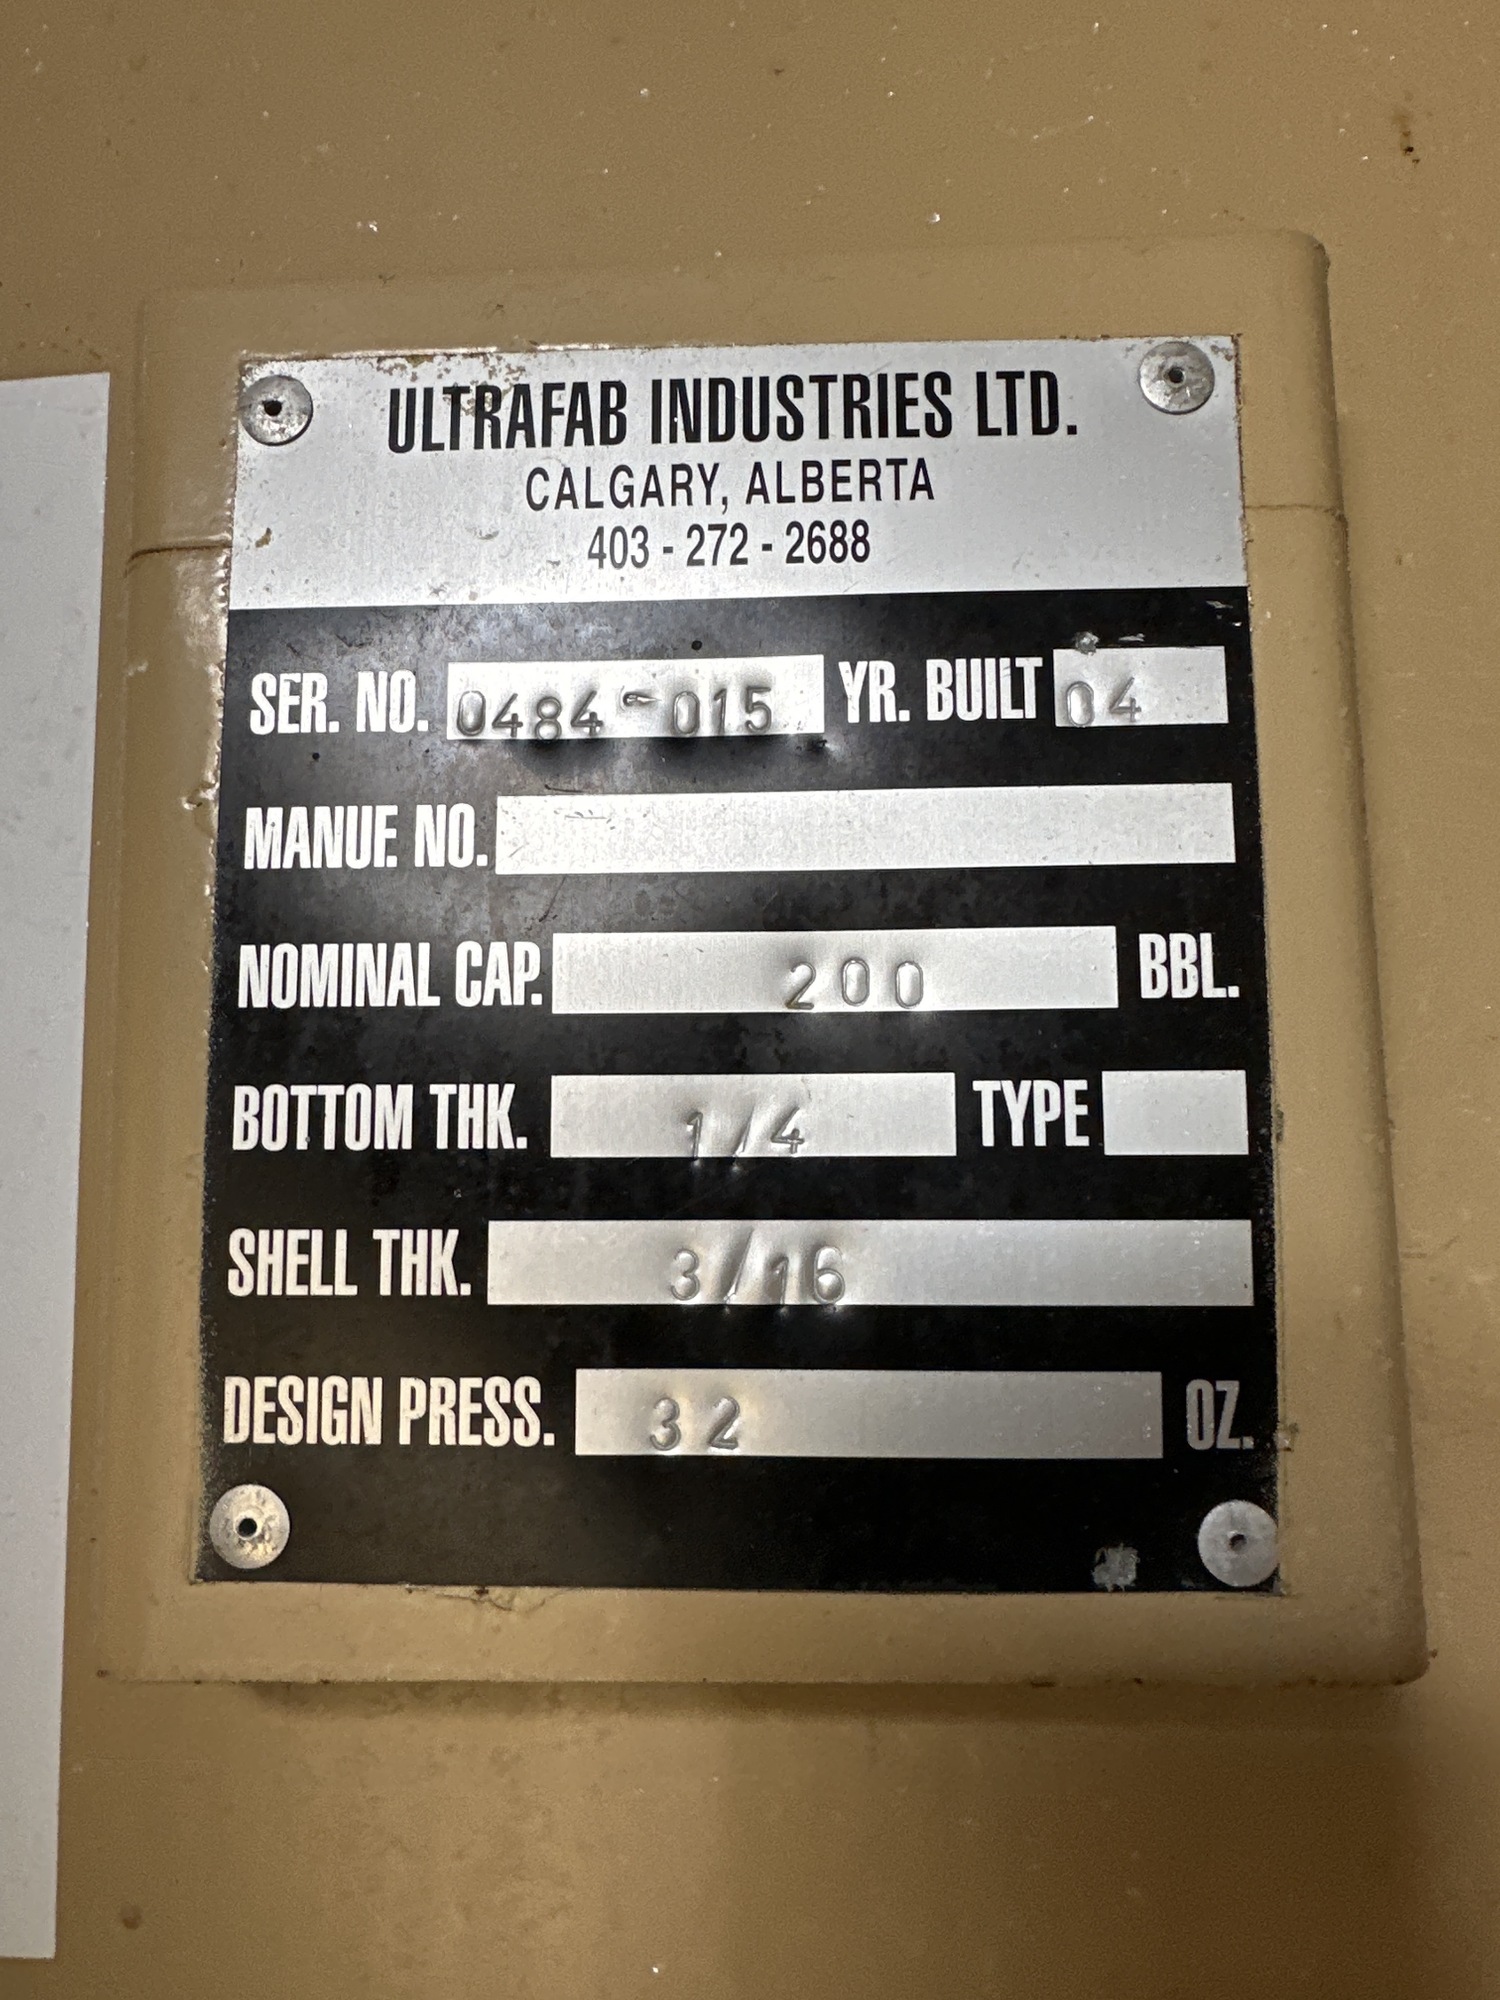 ULTRAFAB INDUSTRIES LTD.
CALGARY, ALBERTA
403 - 272 - 2688
SER. NO. 0484-015 YR. BUILT 04
MANUF. NO.
NOMINAL CAP. 200 BBL.
BOTTOM THK. 1/4 TYPE
SHELL THK. 3/16
DESIGN PRESS. 32 OZ.